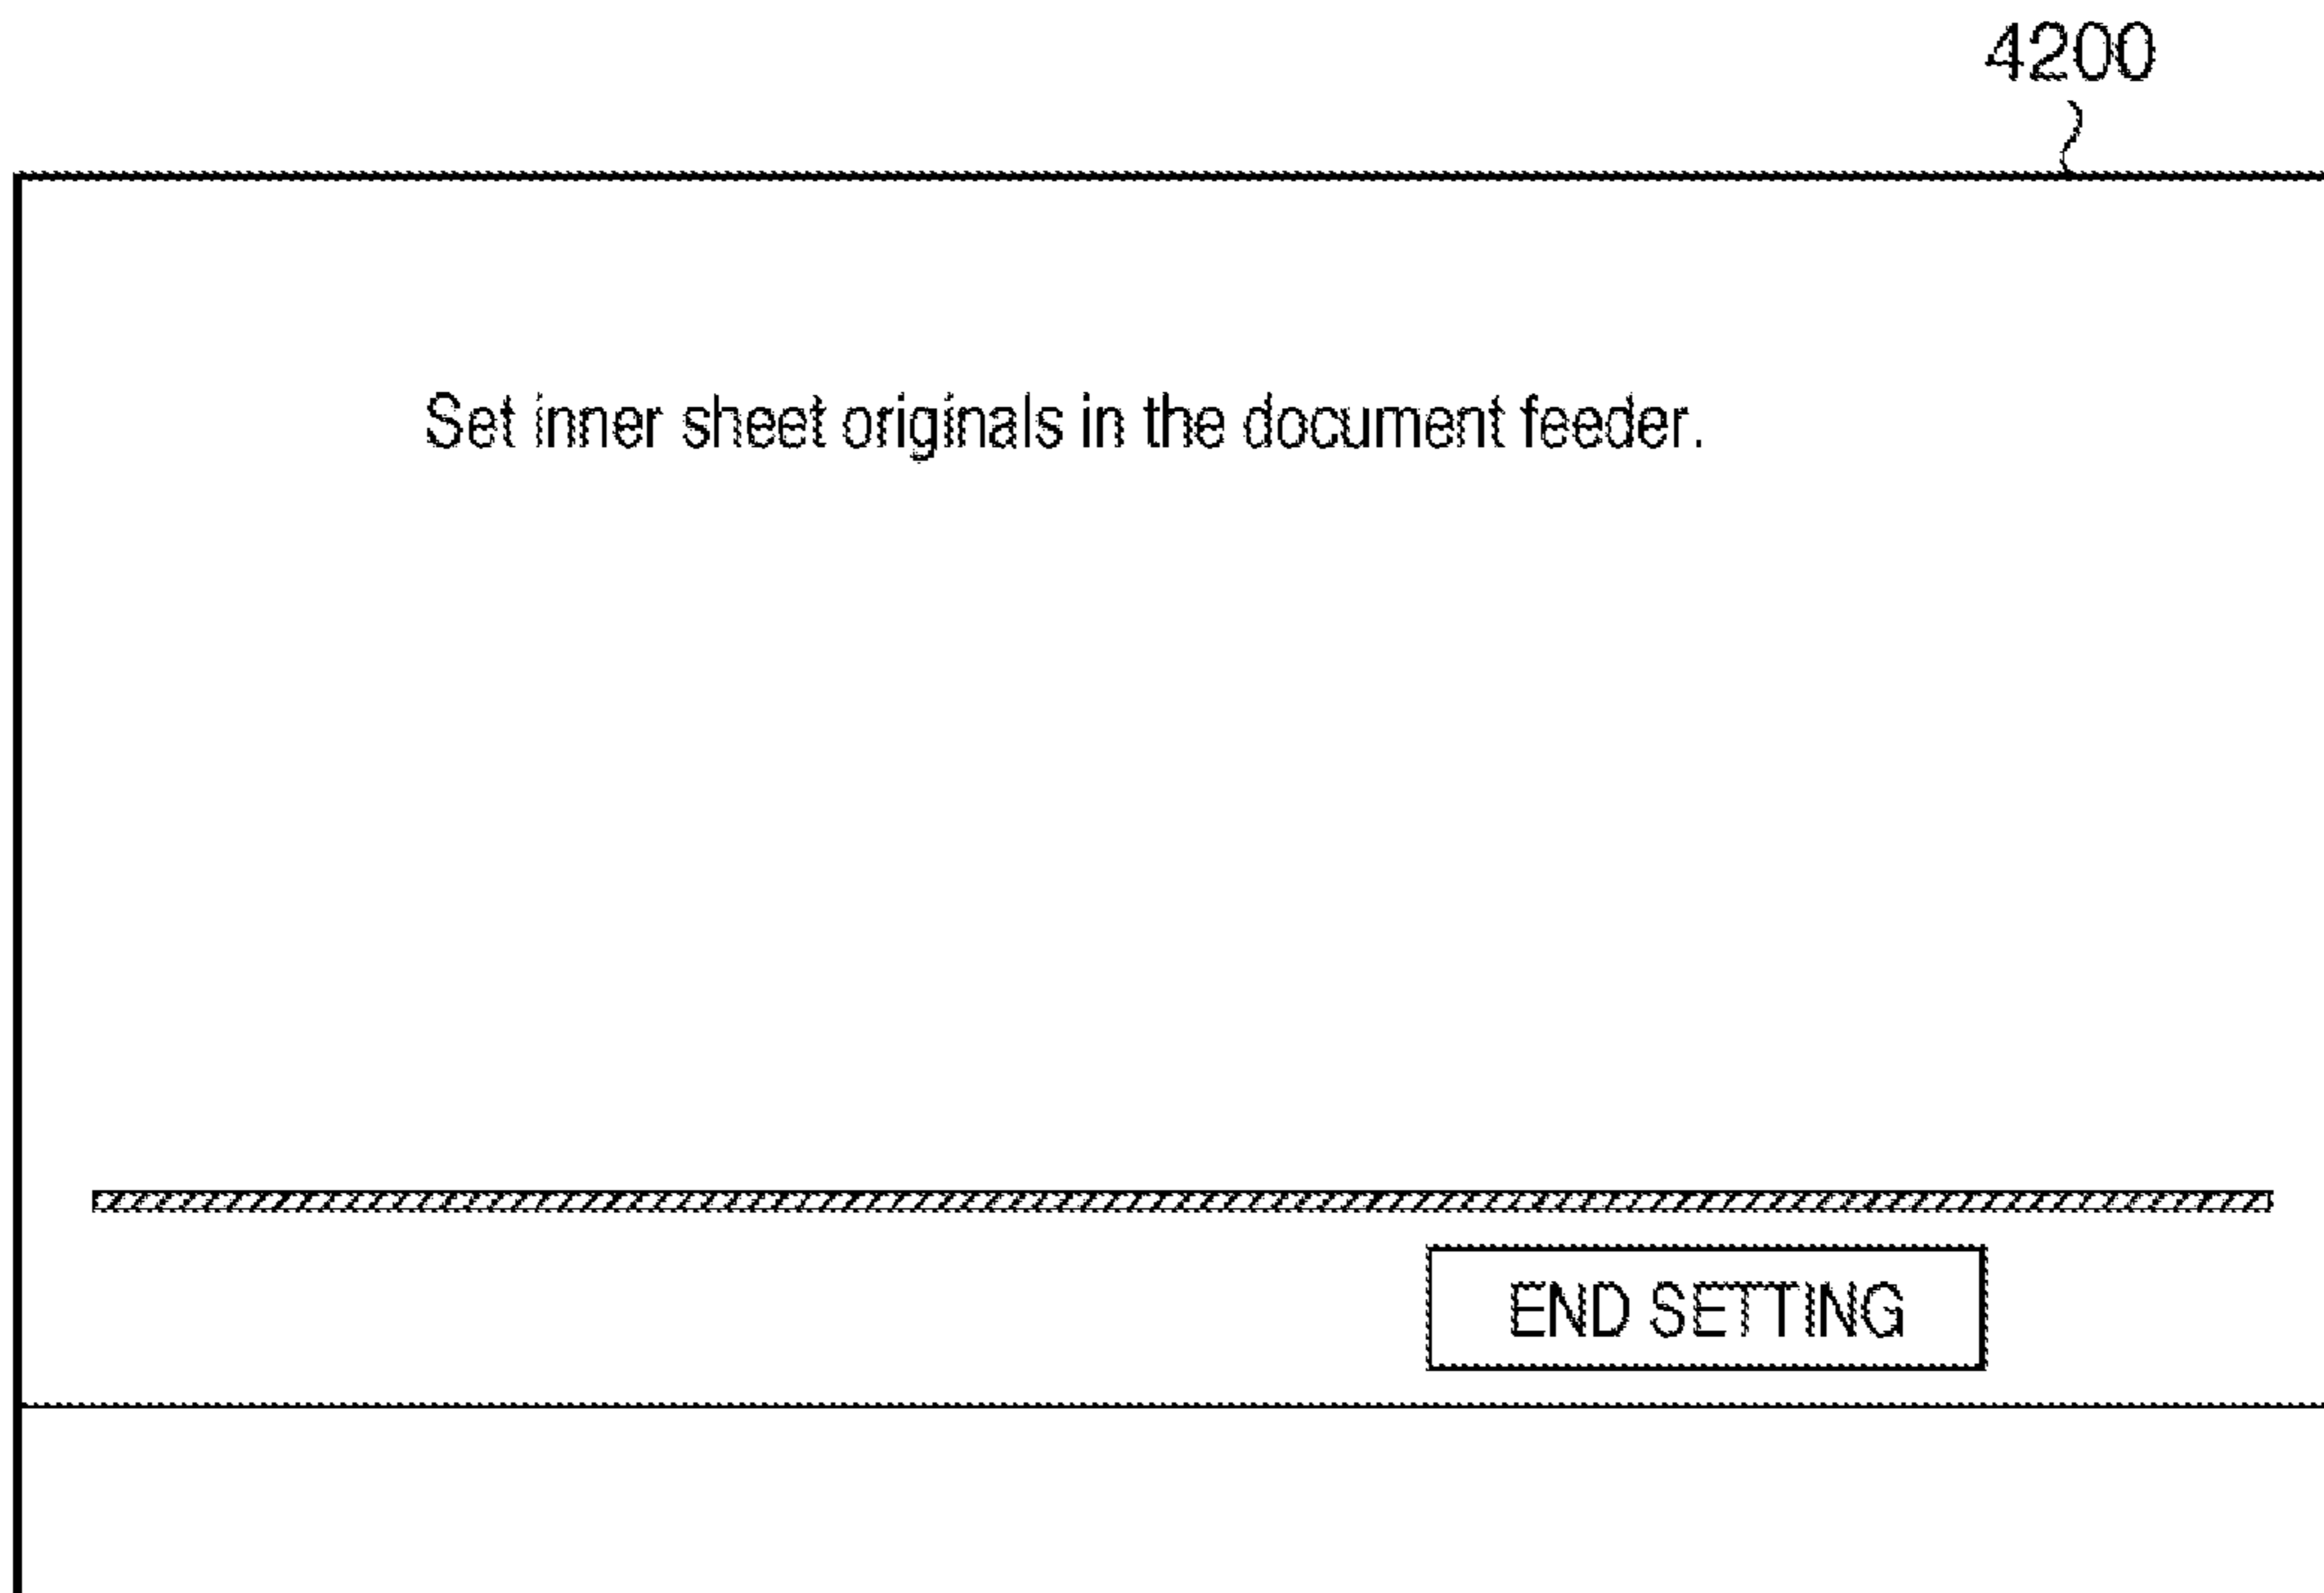 4200
Set inner sheet originals in the document feeder.
END SETTING